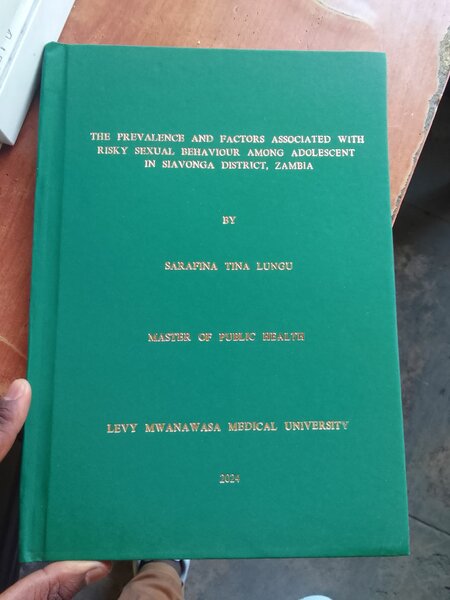 THE PREVALENCE AND FACTORS ASSOCIATED WITH
RISKY SEXUAL BEHAVIOUR AMONG ADOLESCENT
IN SIAVONGA DISTRICT, ZAMBIA
BY
SARAFINA TINA LUNGU
MASTER OF PUBLIC HEALTH
LEVY MWANAWASA MEDICAL UNIVERSITY
2024